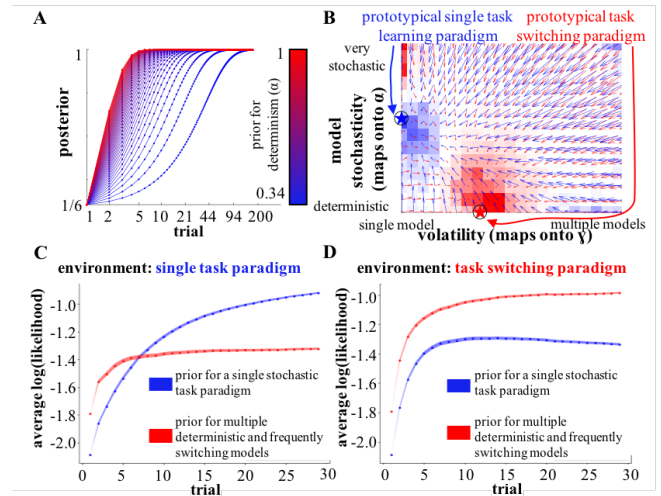 A
1
posterior
1/6
1 2 5 10 21 44 94 200
trial
1
prior for
determinism (α)
0.34
B
prototypical single task
learning paradigm
prototypical task
switching paradigm
very
stochastic
model
stochasticity
(maps onto α)
deterministic
single model
multiple models
volatility (maps onto γ)
C
environment: single task paradigm
average log(likelihood)
-1.0
-1.2
-1.4
-1.6
-1.8
-2.0
prior for a single stochastic
task paradigm
prior for multiple
deterministic and frequently
switching models
0 5 10 15 20 25 30
trial
D
environment: task switching paradigm
average log(likelihood)
-1.0
-1.2
-1.4
-1.6
-1.8
-2.0
prior for a single stochastic
task paradigm
prior for multiple
deterministic and frequently
switching models
0 5 10 15 20 25 30
trial